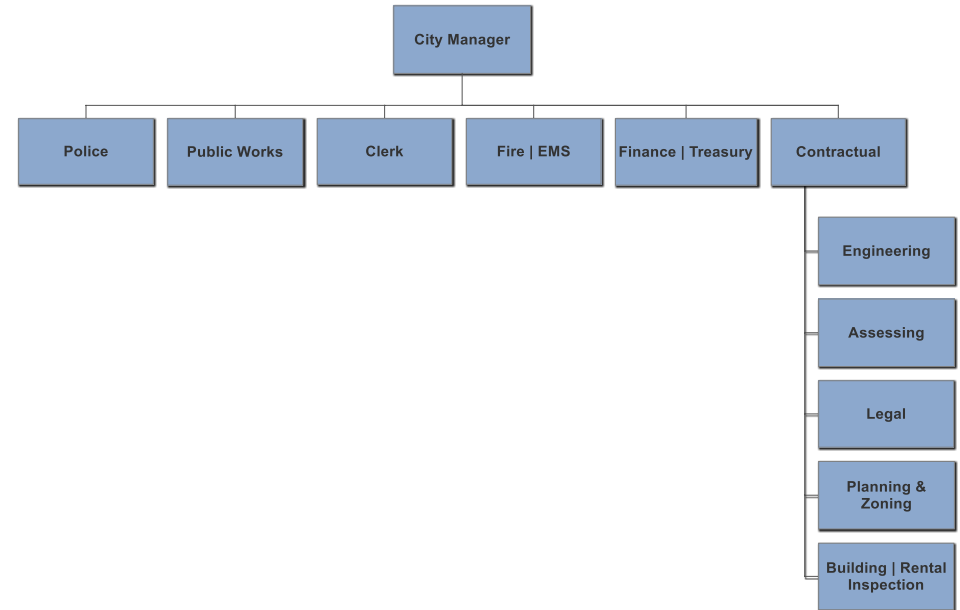 City Manager
Police
Public Works
Clerk
Fire | EMS
Finance | Treasury
Contractual
Engineering
Assessing
Legal
Planning &
Zoning
Building | Rental
Inspection